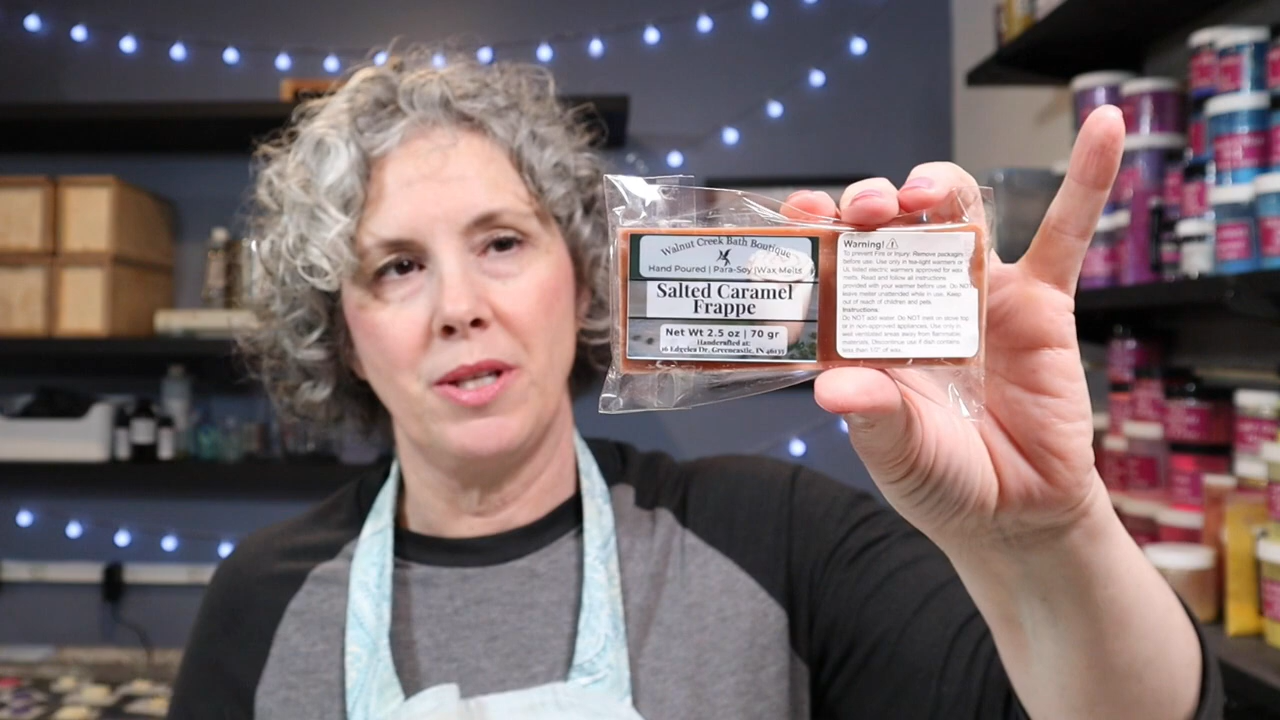 Walnut Creek Bath Boutique
Hand Poured | Para-Soy Wax Melts
Salted Caramel
Frappe
Net Wt 2.5 oz | 70 gr
Handcrafted at:
Greencastle, IN 46135
Warning!
To prevent Fire or Injury: Remove packaging
before use. Use only in tea-light warmers or
UL listed electric warmers approved for wax
melts. Read and follow all instructions
provided with your warmer before use. Do NOT
leave melter unattended while in use. Keep
out of reach of children and pets.
Instructions:
Do NOT add water. Do NOT melt on stove top
or in non-approved appliances. Use only in
well ventilated areas away from flammable
materials. Discontinue use if dish contains
less than 1/2" of wax.